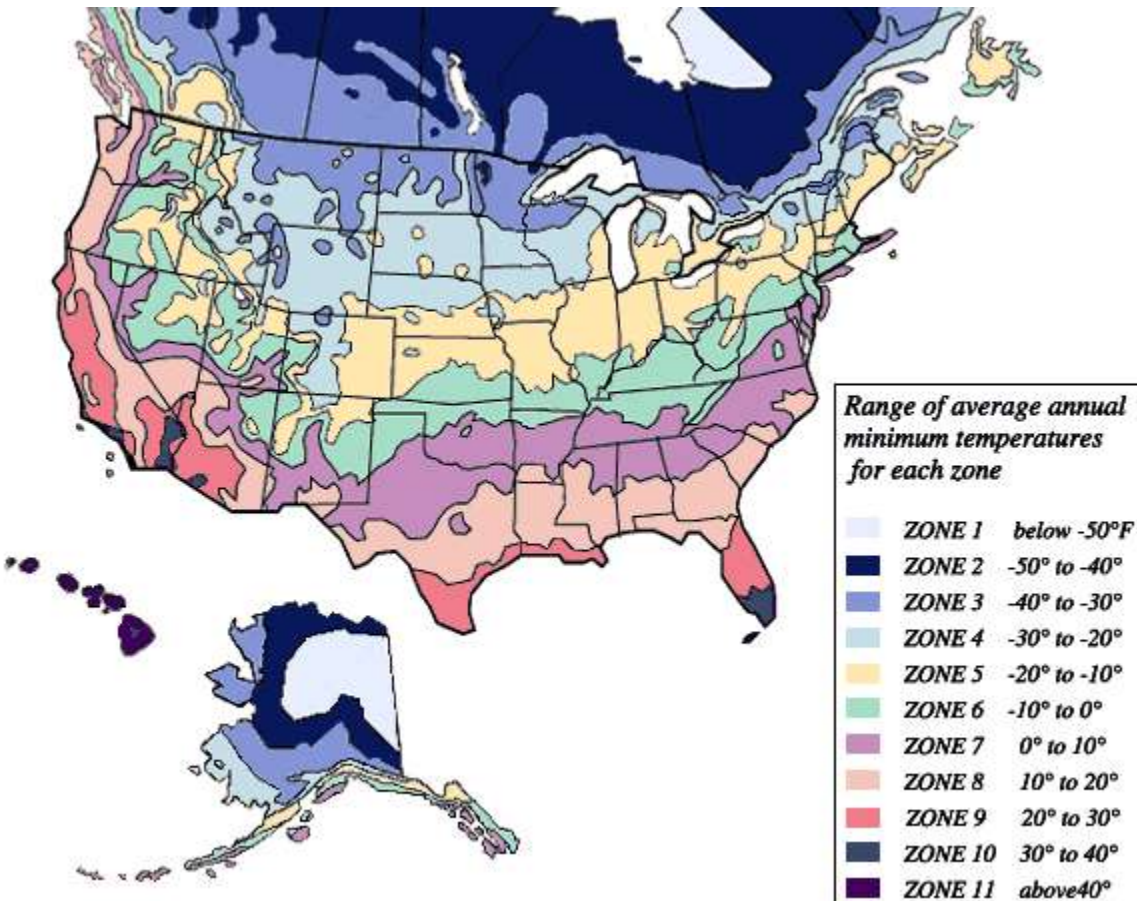 Range of average annual
minimum temperatures
for each zone
ZONE 1 below -50°F
ZONE 2 -50° to -40°
ZONE 3 -40° to -30°
ZONE 4 -30° to -20°
ZONE 5 -20° to -10°
ZONE 6 -10° to 0°
ZONE 7 0° to 10°
ZONE 8 10° to 20°
ZONE 9 20° to 30°
ZONE 10 30° to 40°
ZONE 11 above40°